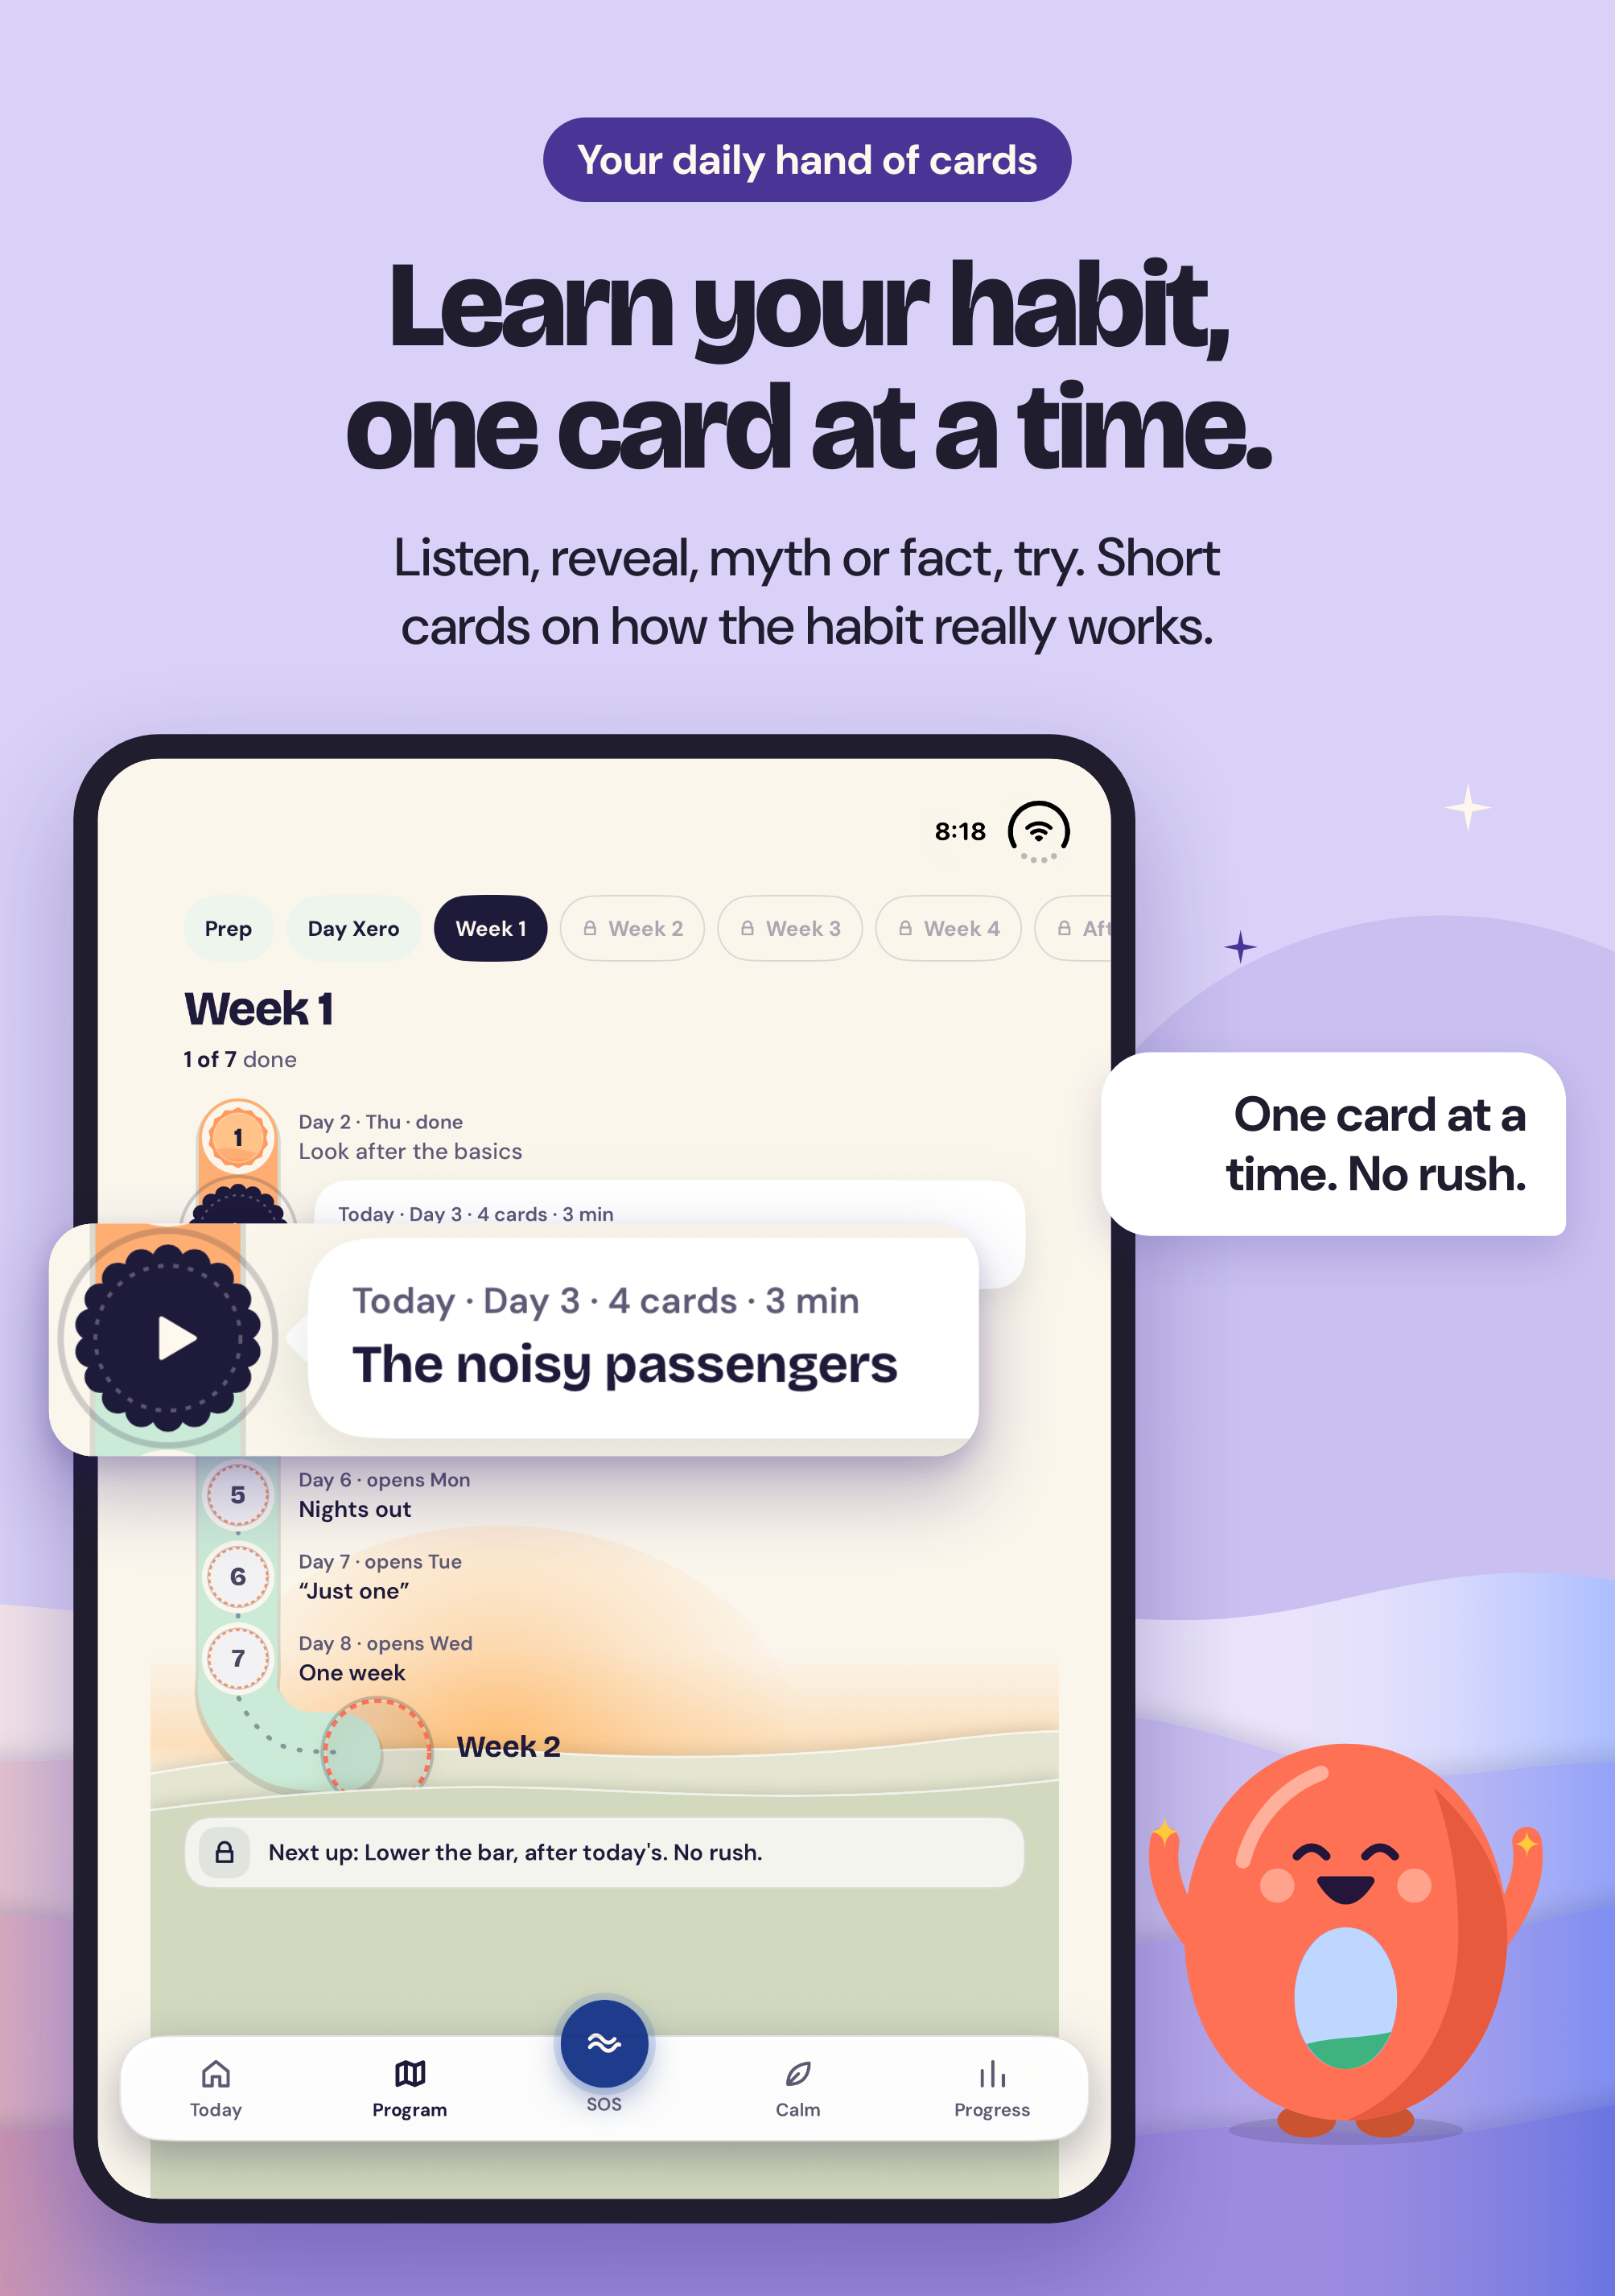 Your daily hand of cards
Learn your habit,
one card at a time.
Listen, reveal, myth or fact, try. Short
cards on how the habit really works.
8:18
Prep
Day Xero
Week 1
Week 2
Week 3
Week 4
Aft
Week 1
1 of 7 done
1
Day 2 · Thu · done
Look after the basics
Today · Day 3 · 4 cards · 3 min
One card at a
time. No rush.
Today · Day 3 · 4 cards · 3 min
The noisy passengers
5
Day 6 · opens Mon
Nights out
6
Day 7 · opens Tue
“Just one”
7
Day 8 · opens Wed
One week
Week 2
Next up: Lower the bar, after today's. No rush.
Today
Program
SOS
Calm
Progress